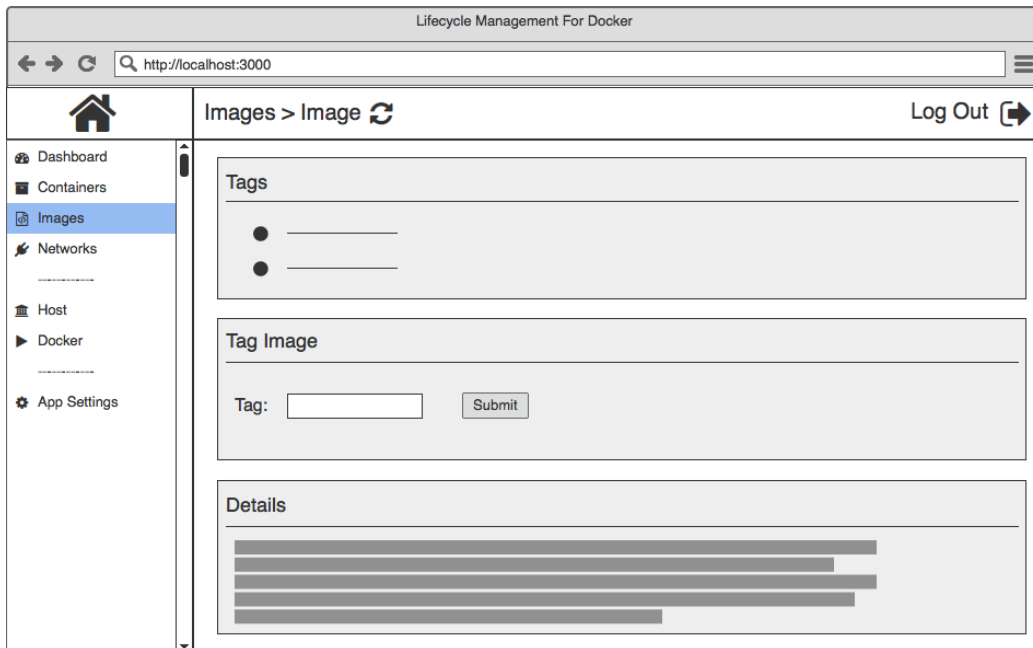 Lifecycle Management For Docker
http://localhost:3000
Images > Image
Log Out
Dashboard
Containers
Images
Networks
------------
Host
Docker
------------
App Settings
Tags
Tag Image
Tag:
Submit
Details